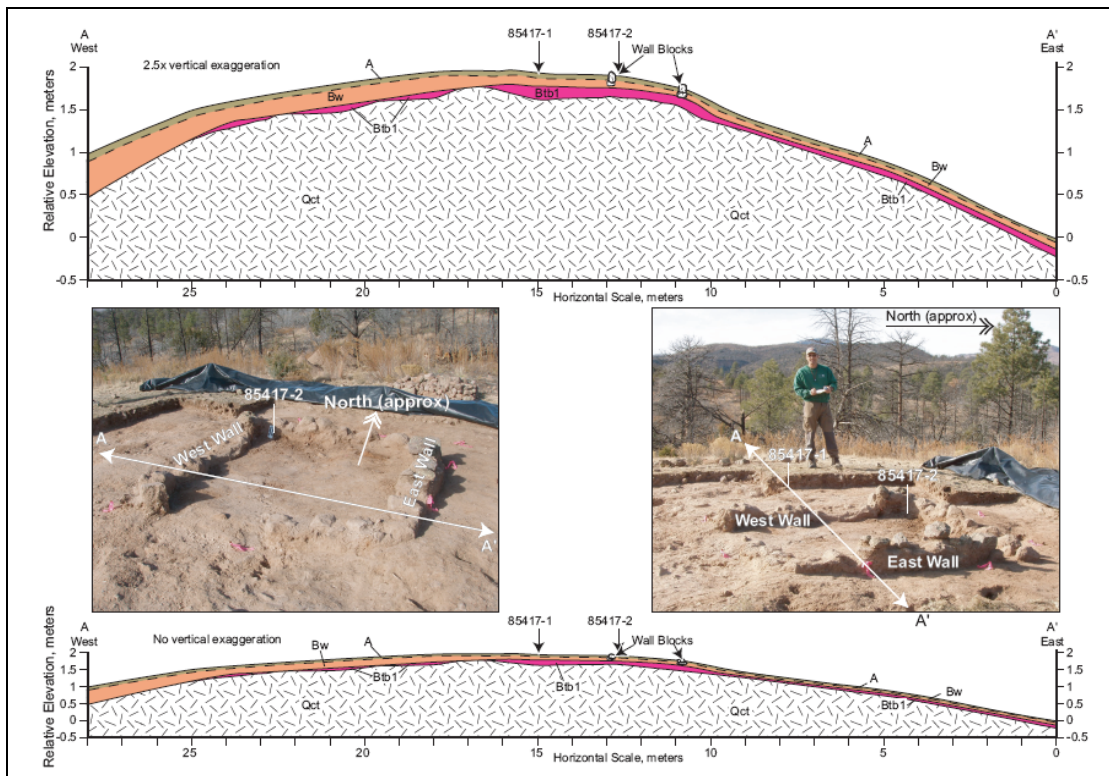 A
West
85417-1
85417-2
Wall Blocks
A'
East
2.5x vertical exaggeration
A
Bw
Btb1
Btb1
A
Bw
Btb1
Qct
Qct
Relative Elevation, meters
2
1.5
1
0.5
0
-0.5
2
1.5
1
0.5
0
-0.5
25
20
15
10
5
0
Horizontal Scale, meters
85417-2
North (approx)
A
West Wall
East Wall
A'
North (approx)
A
85417-1
85417-2
West Wall
East Wall
A'
A
West
No vertical exaggeration
85417-1
85417-2
Wall Blocks
A'
East
Bw
A
Btb1
Btb1
A
Bw
Btb1
Qct
Qct
Relative Elevation, meters
2
1.5
1
0.5
0
-0.5
2
1.5
1
0.5
0
-0.5
25
20
15
10
5
0
Horizontal Scale, meters